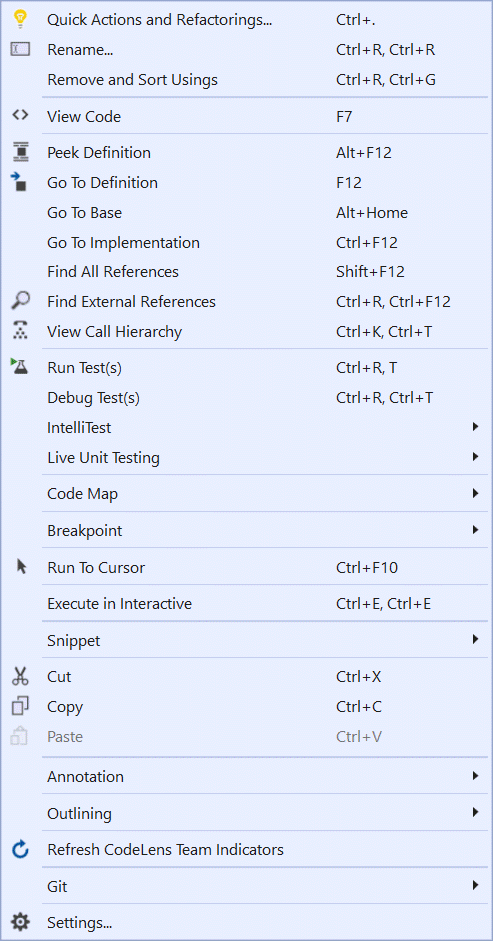 Quick Actions and Refactorings... Ctrl+.
Rename... Ctrl+R, Ctrl+R
Remove and Sort Usings Ctrl+R, Ctrl+G
View Code F7
Peek Definition Alt+F12
Go To Definition F12
Go To Base Alt+Home
Go To Implementation Ctrl+F12
Find All References Shift+F12
Find External References Ctrl+R, Ctrl+F12
View Call Hierarchy Ctrl+K, Ctrl+T
Run Test(s) Ctrl+R, T
Debug Test(s) Ctrl+R, Ctrl+T
IntelliTest
Live Unit Testing
Code Map
Breakpoint
Run To Cursor Ctrl+F10
Execute in Interactive Ctrl+E, Ctrl+E
Snippet
Cut Ctrl+X
Copy Ctrl+C
Paste Ctrl+V
Annotation
Outlining
Refresh CodeLens Team Indicators
Git
Settings...